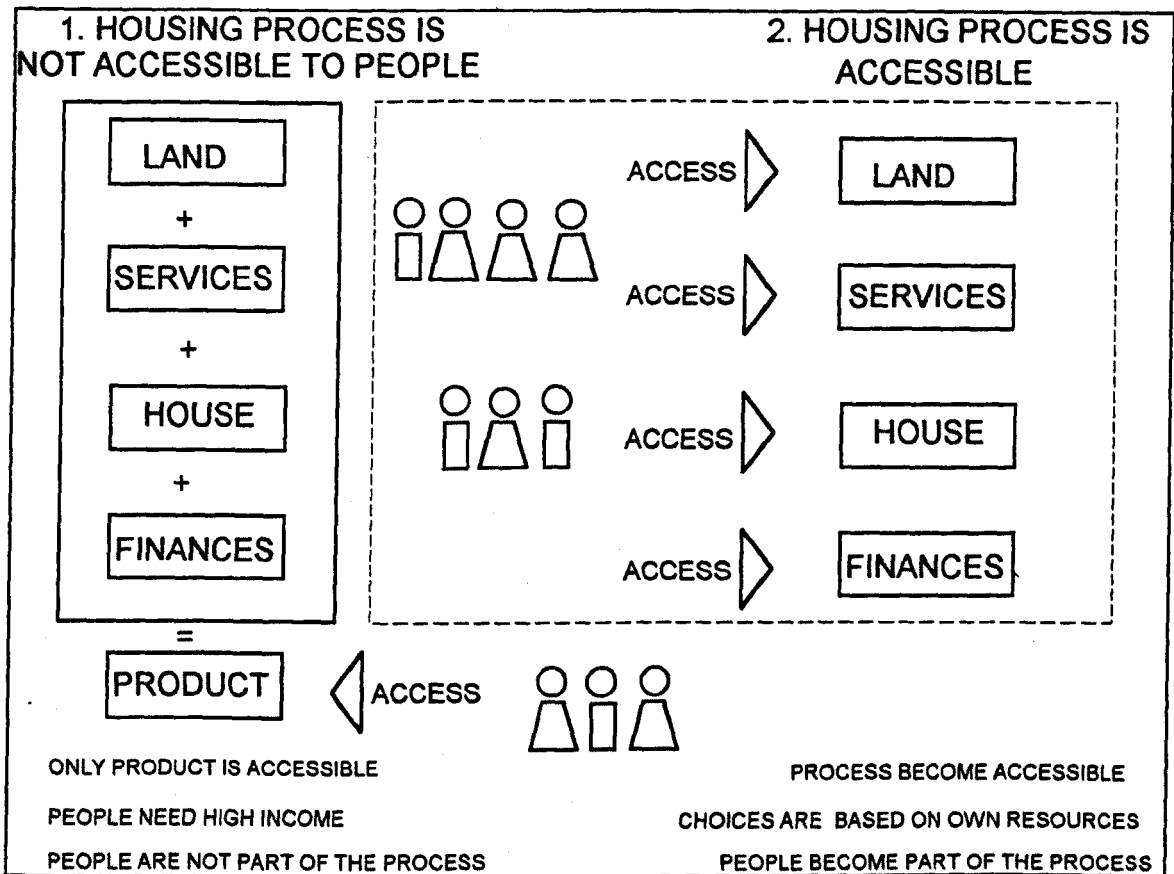 1. HOUSING PROCESS IS
NOT ACCESSIBLE TO PEOPLE
LAND
+
SERVICES
+
HOUSE
+
FINANCES
=
PRODUCT
ACCESS
ONLY PRODUCT IS ACCESSIBLE
PEOPLE NEED HIGH INCOME
PEOPLE ARE NOT PART OF THE PROCESS
2. HOUSING PROCESS IS
ACCESSIBLE
ACCESS LAND
ACCESS SERVICES
ACCESS HOUSE
ACCESS FINANCES
PROCESS BECOME ACCESSIBLE
CHOICES ARE BASED ON OWN RESOURCES
PEOPLE BECOME PART OF THE PROCESS